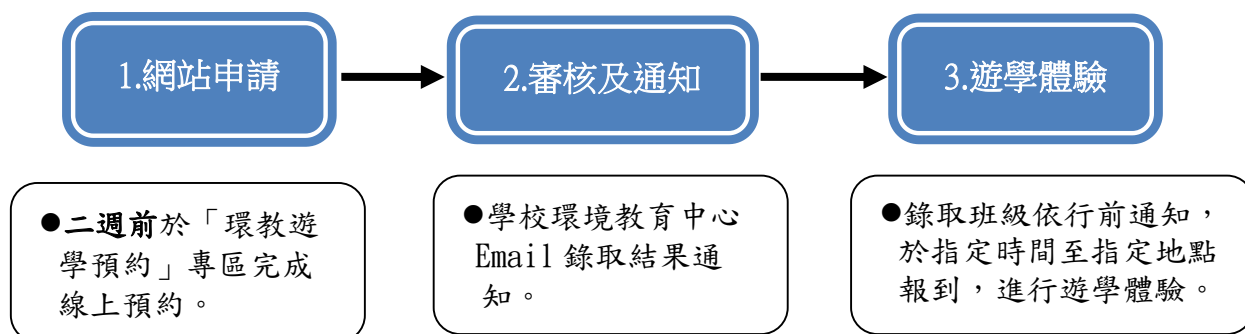 1.網站申請
2.審核及通知
3.遊學體驗
●二週前於「環教遊
學預約」專區完成
線上預約。
●學校環境教育中心
Email 錄取結果通
知。
●錄取班級依行前通知，
於指定時間至指定地點
報到，進行遊學體驗。